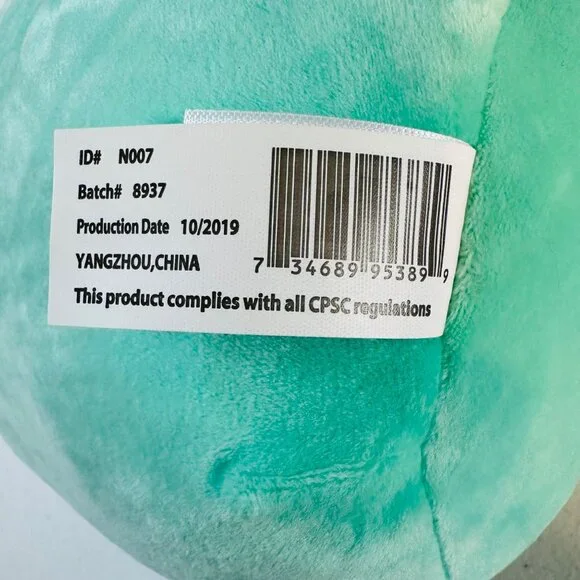 ID# N007
Batch# 8937
Production Date 10/2019
YANGZHOU,CHINA
7 34689 95389 9
This product complies with all CPSC regulations